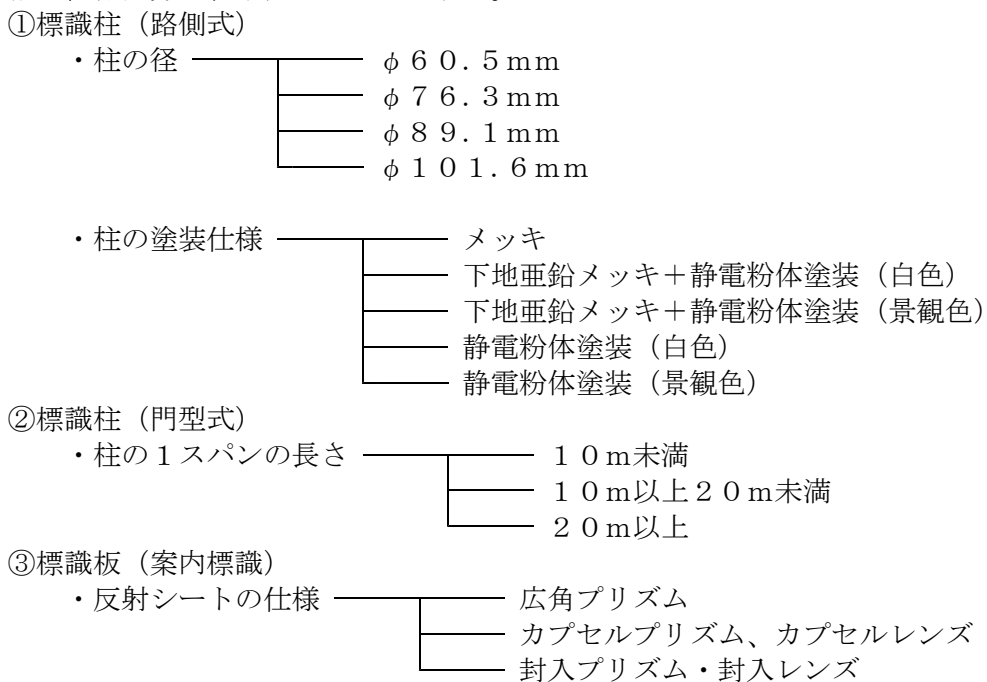 ①標識柱（路側式）
・柱の径 φ６０．５mm
φ７６．３mm
φ８９．１mm
φ１０１．６mm
・柱の塗装仕様 メッキ
下地亜鉛メッキ＋静電粉体塗装（白色）
下地亜鉛メッキ＋静電粉体塗装（景観色）
静電粉体塗装（白色）
静電粉体塗装（景観色）
②標識柱（門型式）
・柱の１スパンの長さ １０ｍ未満
１０ｍ以上２０ｍ未満
２０ｍ以上
③標識板（案内標識）
・反射シートの仕様 広角プリズム
カプセルプリズム、カプセルレンズ
封入プリズム・封入レンズ